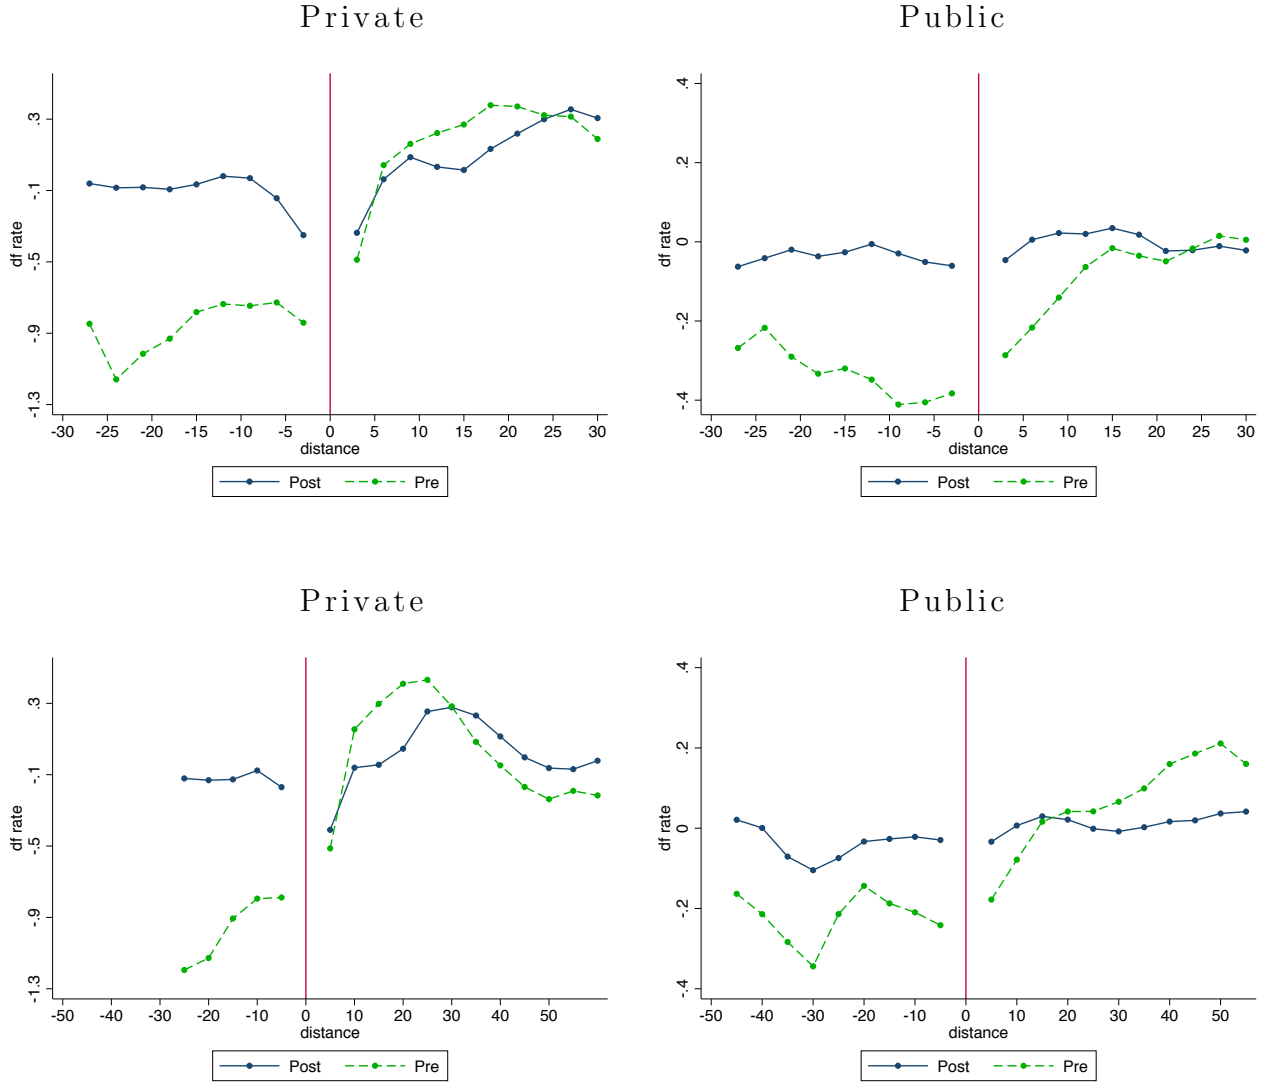 Private
.3
-.1
-.5
-.9
-1.3
df rate
-30 -25 -20 -15 -10 -5 0 5 10 15 20 25 30
distance
Post Pre
Public
.4
.2
0
-.2
-.4
df rate
-30 -25 -20 -15 -10 -5 0 5 10 15 20 25 30
distance
Post Pre
Private
.3
-.1
-.5
-.9
-1.3
df rate
-50 -40 -30 -20 -10 0 10 20 30 40 50
distance
Post Pre
Public
.4
.2
0
-.2
-.4
df rate
-50 -40 -30 -20 -10 0 10 20 30 40 50
distance
Post Pre